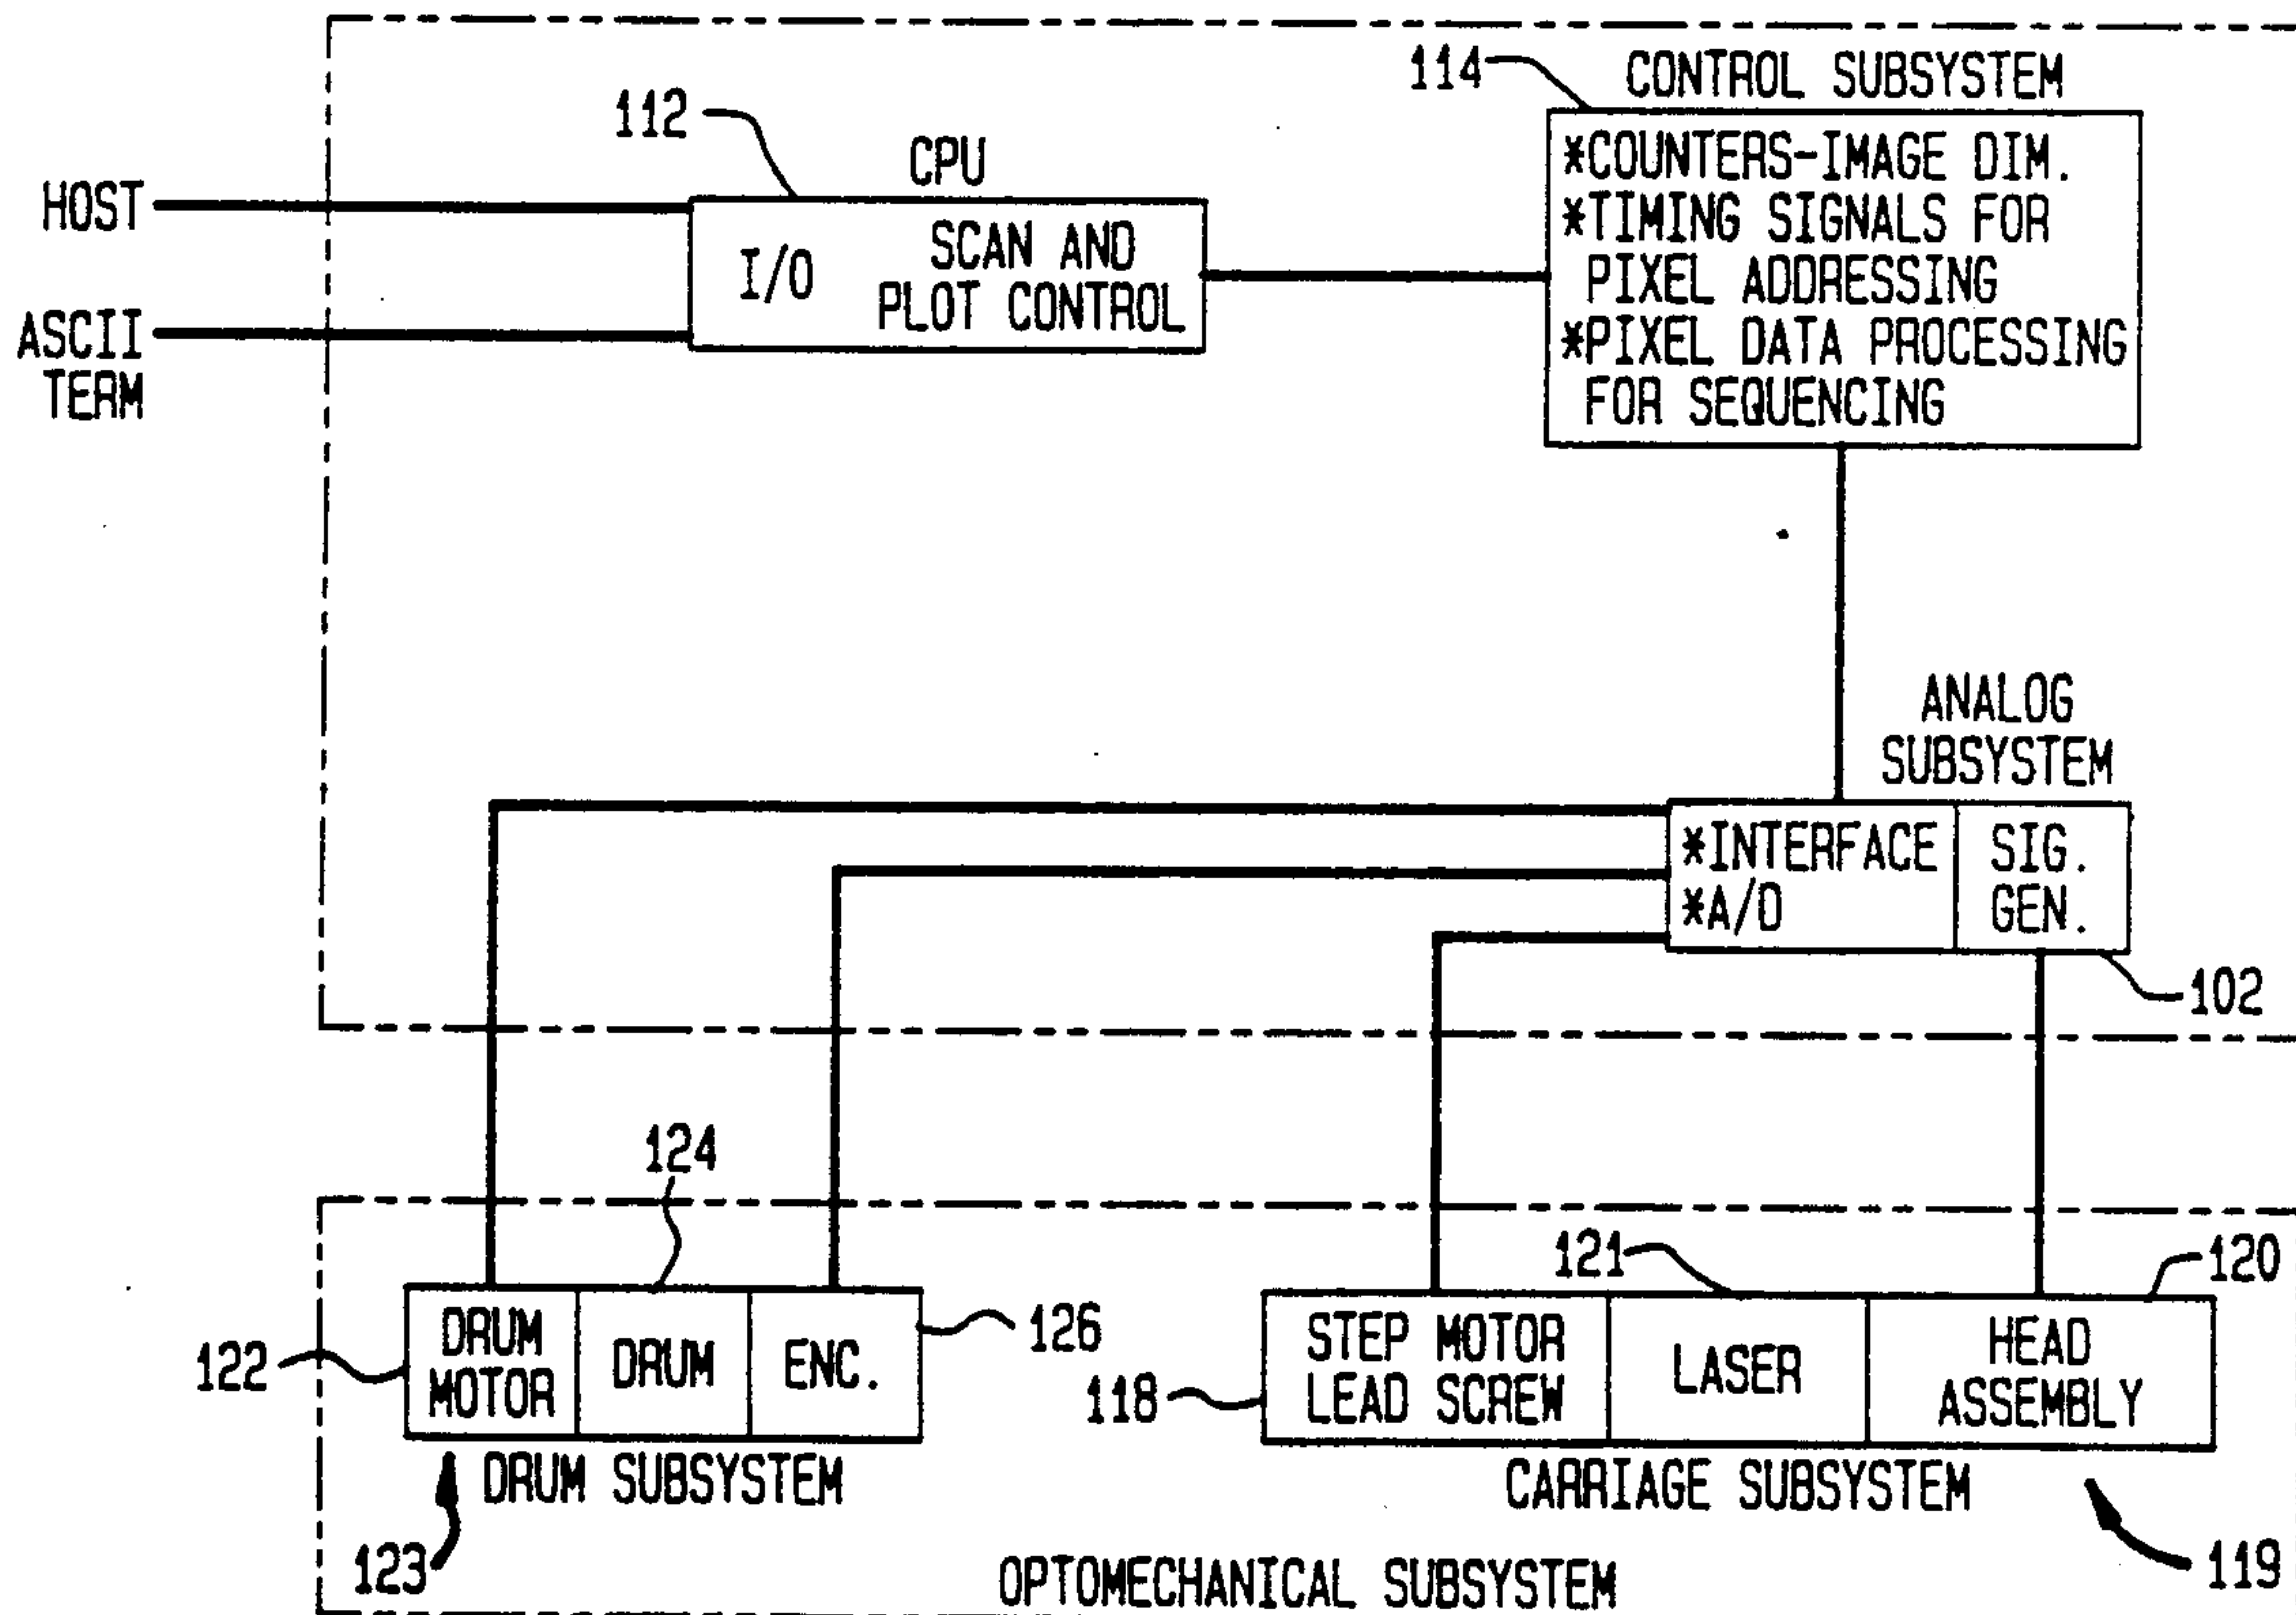 114
CONTROL SUBSYSTEM
112
CPU
*COUNTERS-IMAGE DIM.
*TIMING SIGNALS FOR
PIXEL ADDRESSING
*PIXEL DATA PROCESSING
FOR SEQUENCING
HOST
ASCII
TERM
I/O
SCAN AND
PLOT CONTROL
ANALOG
SUBSYSTEM
*INTERFACE
*A/D
SIG.
GEN.
102
124
121
120
122
DRUM
MOTOR
DRUM
ENC.
126
118
STEP MOTOR
LEAD SCREW
LASER
HEAD
ASSEMBLY
123
DRUM SUBSYSTEM
CARRIAGE SUBSYSTEM
119
OPTOMECHANICAL SUBSYSTEM